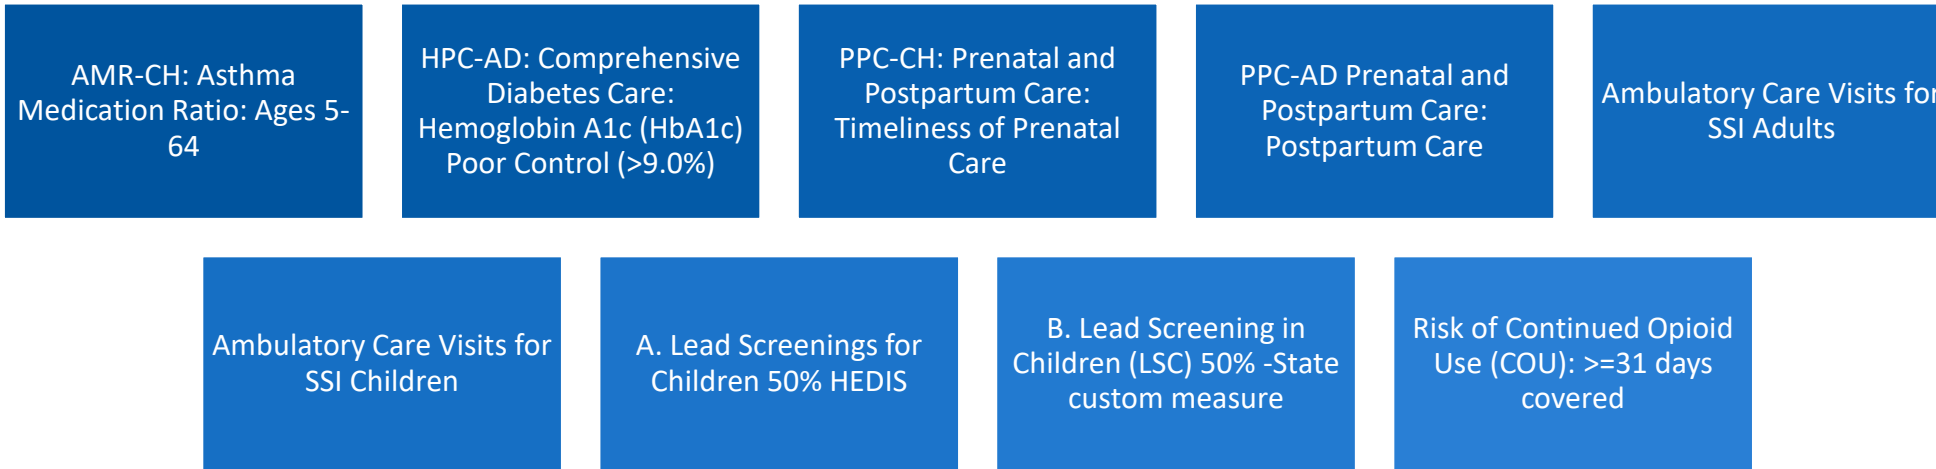 AMR-CH: Asthma
Medication Ratio: Ages 5-
64
HPC-AD: Comprehensive
Diabetes Care:
Hemoglobin A1c (HbA1c)
Poor Control (>9.0%)
PPC-CH: Prenatal and
Postpartum Care:
Timeliness of Prenatal
Care
PPC-AD Prenatal and
Postpartum Care:
Postpartum Care
Ambulatory Care Visits for
SSI Adults
Ambulatory Care Visits for
SSI Children
A. Lead Screenings for
Children 50% HEDIS
B. Lead Screening in
Children (LSC) 50% -State
custom measure
Risk of Continued Opioid
Use (COU): >=31 days
covered